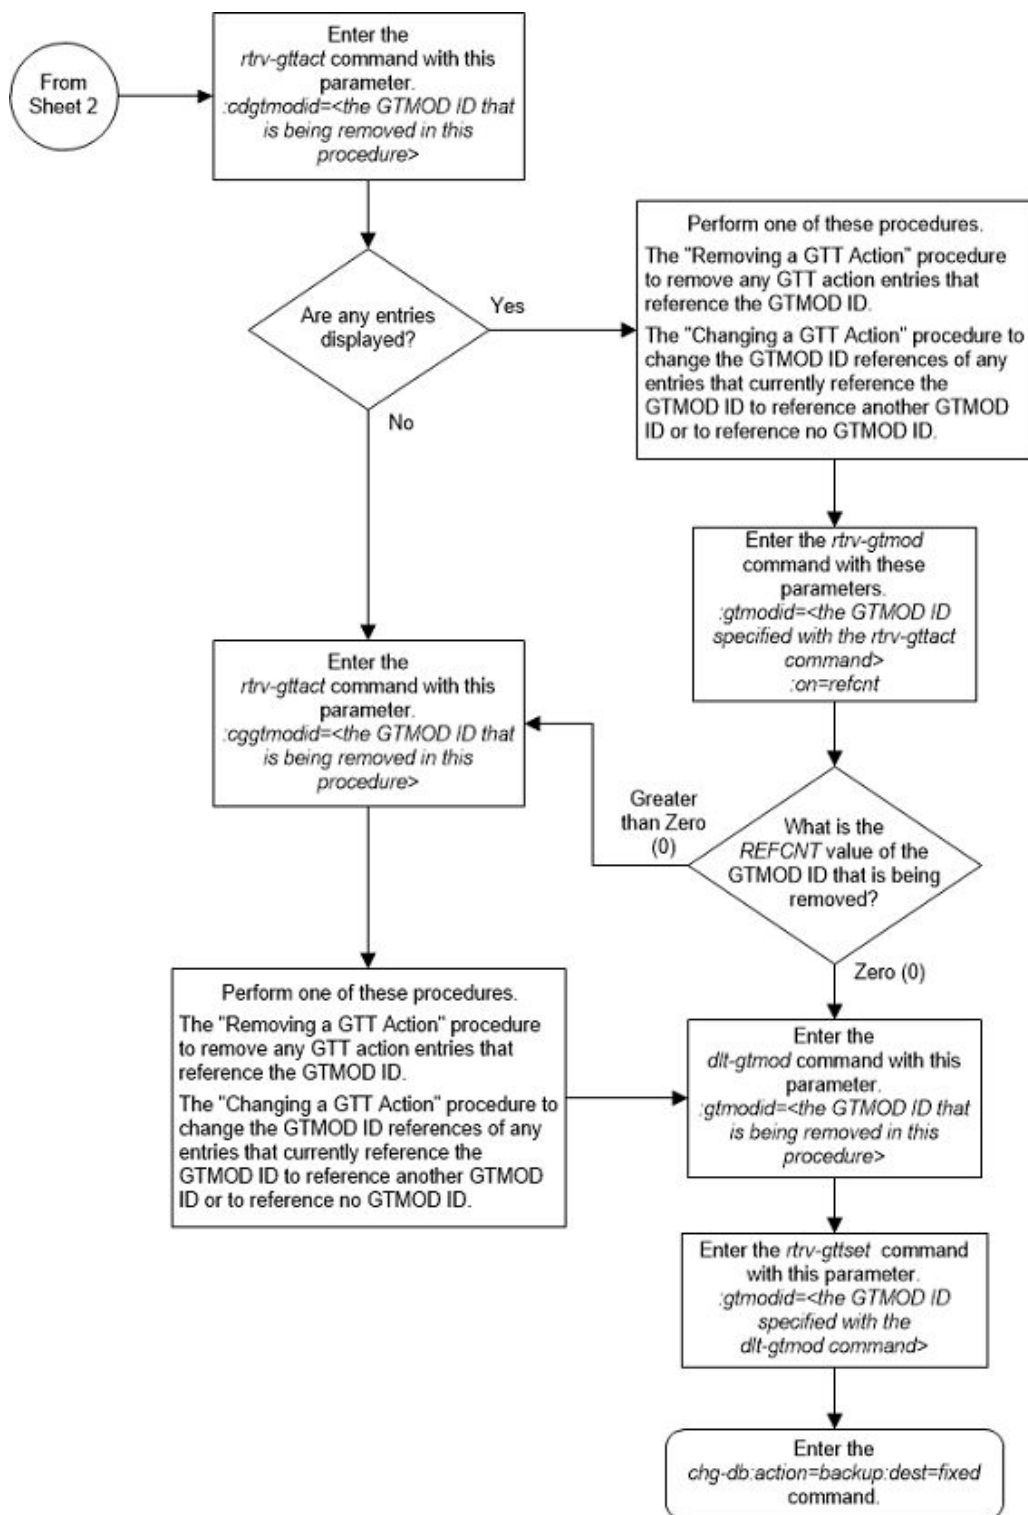 From
Sheet 2
Enter the
rtrv-gttact command with this
parameter.
:cdgtmodid=<the GTMOD ID that
is being removed in this
procedure>
Are any entries
displayed?
Yes
No
Perform one of these procedures.
The "Removing a GTT Action" procedure
to remove any GTT action entries that
reference the GTMOD ID.
The "Changing a GTT Action" procedure to
change the GTMOD ID references of any
entries that currently reference the
GTMOD ID to reference another GTMOD
ID or to reference no GTMOD ID.
Enter the rtrv-gtmod
command with these
parameters.
:gtmodid=<the GTMOD ID
specified with the rtrv-gttact
command>
:on=refcnt
Enter the
rtrv-gttact command with this
parameter.
:cggtmodid=<the GTMOD ID that
is being removed in this
procedure>
Greater
than Zero
(0)
What is the
REFCNT value of the
GTMOD ID that is being
removed?
Zero (0)
Perform one of these procedures.
The "Removing a GTT Action" procedure
to remove any GTT action entries that
reference the GTMOD ID.
The "Changing a GTT Action" procedure to
change the GTMOD ID references of any
entries that currently reference the
GTMOD ID to reference another GTMOD
ID or to reference no GTMOD ID.
Enter the
dlt-gtmod command with this
parameter.
:gtmodid=<the GTMOD ID that
is being removed in this
procedure>
Enter the rtrv-gttset command
with this parameter.
:gtmodid=<the GTMOD ID
specified with the
dlt-gtmod command>
Enter the
chg-db:action=backup:dest=fixed
command.